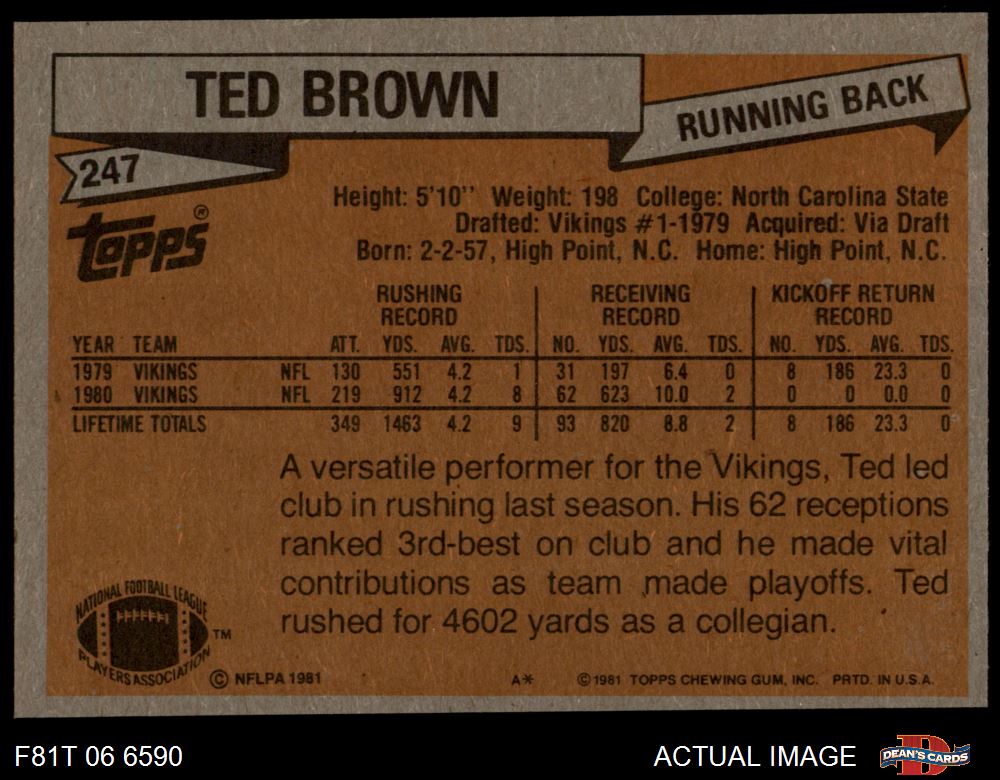 TED BROWN
RUNNING BACK
247
topps®
Height: 5'10'' Weight: 198 College: North Carolina State
Drafted: Vikings #1-1979 Acquired: Via Draft
Born: 2-2-57, High Point, N.C. Home: High Point, N.C.
RUSHING RECEIVING KICKOFF RETURN
RECORD RECORD RECORD
YEAR TEAM ATT. YDS. AVG. TDS. NO. YDS. AVG. TDS. NO. YDS. AVG. TDS.
1979 VIKINGS NFL 130 551 4.2 1 31 197 6.4 0 8 186 23.3 0
1980 VIKINGS NFL 219 912 4.2 8 62 623 10.0 2 0 0 0.0 0
LIFETIME TOTALS 349 1463 4.2 9 93 820 8.8 2 8 186 23.3 0
A versatile performer for the Vikings, Ted led
club in rushing last season. His 62 receptions
ranked 3rd-best on club and he made vital
contributions as team made playoffs. Ted
rushed for 4602 yards as a collegian.
NATIONAL FOOTBALL LEAGUE
PLAYERS ASSOCIATION
™
© NFLPA 1981 A* ©1981 TOPPS CHEWING GUM, INC. PRTD. IN U.S.A.
F81T 06 6590 ACTUAL IMAGE DEAN'S CARDS